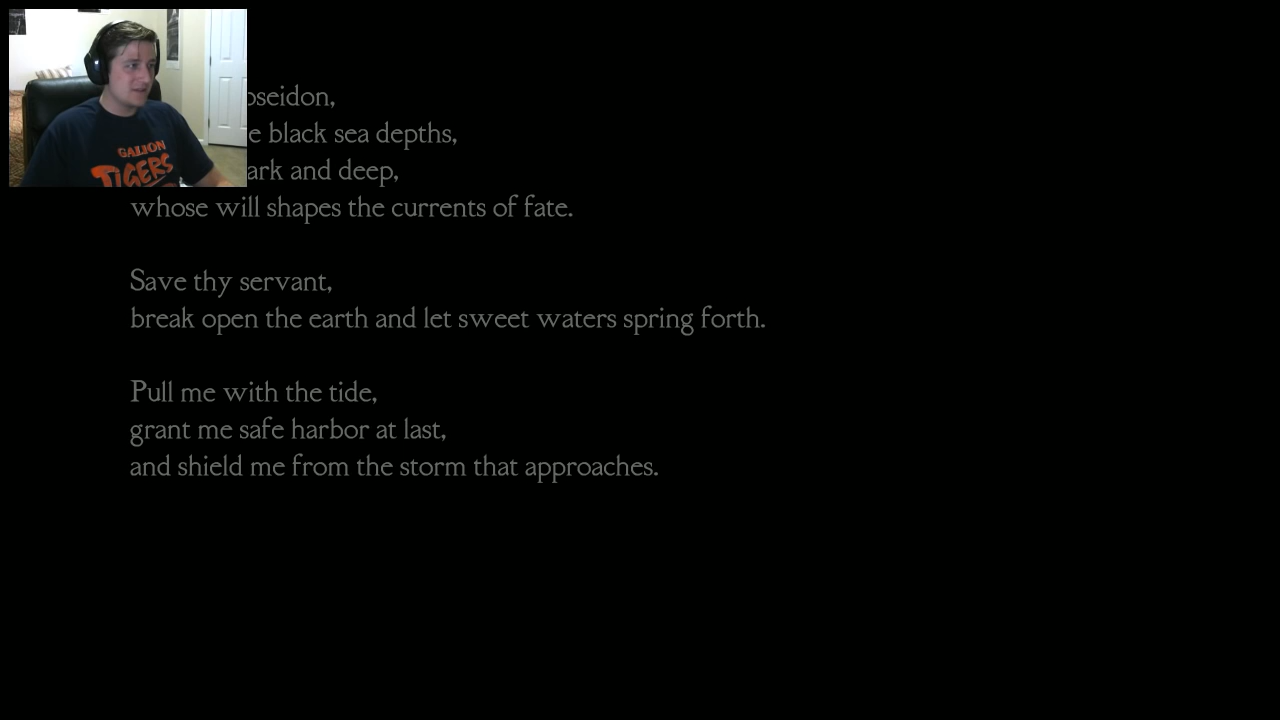 GALION
TIGERS
oseidon,
e black sea depths,
ark and deep,
whose will shapes the currents of fate.
Save thy servant,
break open the earth and let sweet waters spring forth.
Pull me with the tide,
grant me safe harbor at last,
and shield me from the storm that approaches.